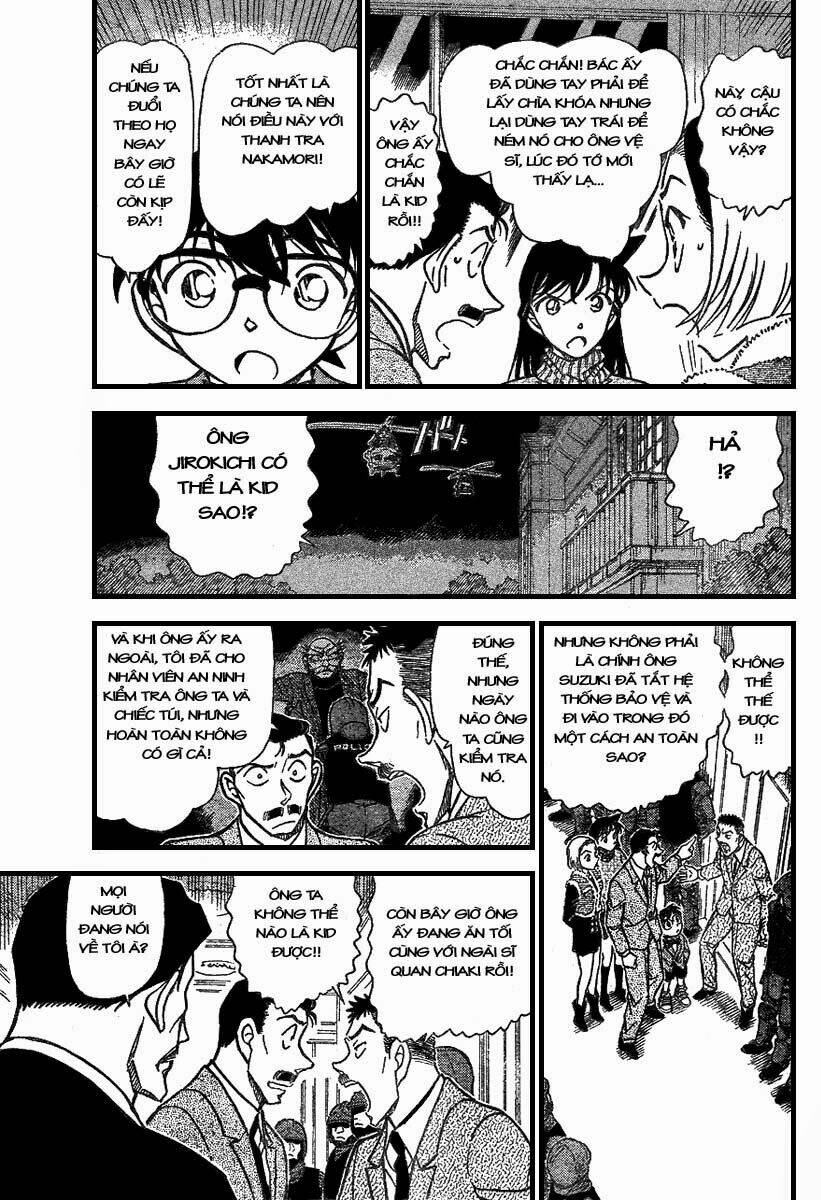 NÀY, CẬU
CÓ CHẮC
KHÔNG
VẬY?
CHẮC CHẮN! BÁC ẤY
ĐÃ DÙNG TAY PHẢI ĐỂ
LẤY CHÌA KHÓA NHƯNG
LẠI DÙNG TAY TRÁI ĐỂ
NÉM NÓ CHO ÔNG VỆ
SĨ, LÚC ĐÓ TỚ MỚI
THẤY LẠ...
VẬY
ÔNG ẤY
CHẮC
CHẮN
LÀ KID
RỒI!!
TỐT NHẤT LÀ
CHÚNG TA NÊN
NÓI ĐIỀU NÀY VỚI
THANH TRA
NAKAMORI!
NẾU
CHÚNG TA
ĐUỔI
THEO HỌ
NGAY
BÂY GIỜ
CÓ LẼ
CÒN KỊP
ĐẤY!
HẢ
!?
ÔNG
JIROKICHI CÓ
THỂ LÀ KID
SAO!?
KHÔNG
THỂ
THẾ
ĐƯỢC
!!
NHƯNG KHÔNG PHẢI
LÀ CHÍNH ÔNG
SUZUKI ĐÃ TẮT HỆ
THỐNG BẢO VỆ VÀ
ĐI VÀO TRONG ĐÓ
MỘT CÁCH AN TOÀN
SAO?
ĐÚNG
THẾ,
NHƯNG
NGÀY
NÀO ÔNG
TA CŨNG
KIỂM TRA
NÓ.
VÀ KHI ÔNG ẤY RA
NGOÀI, TÔI ĐÃ CHO
NHÂN VIÊN AN NINH
KIỂM TRA ÔNG TA VÀ
CHIẾC TÚI, NHƯNG
HOÀN TOÀN KHÔNG
CÓ GÌ CẢ!
POLIC
CÒN BÂY GIỜ ÔNG
ẤY ĐANG ĂN TỐI
CÙNG VỚI NGÀI SĨ
QUAN CHIAKI RỒI!
ÔNG TA
KHÔNG THỂ
NÀO LÀ KID
ĐƯỢC!!
MỌI
NGƯỜI
ĐANG NÓI
VỀ TÔI À?